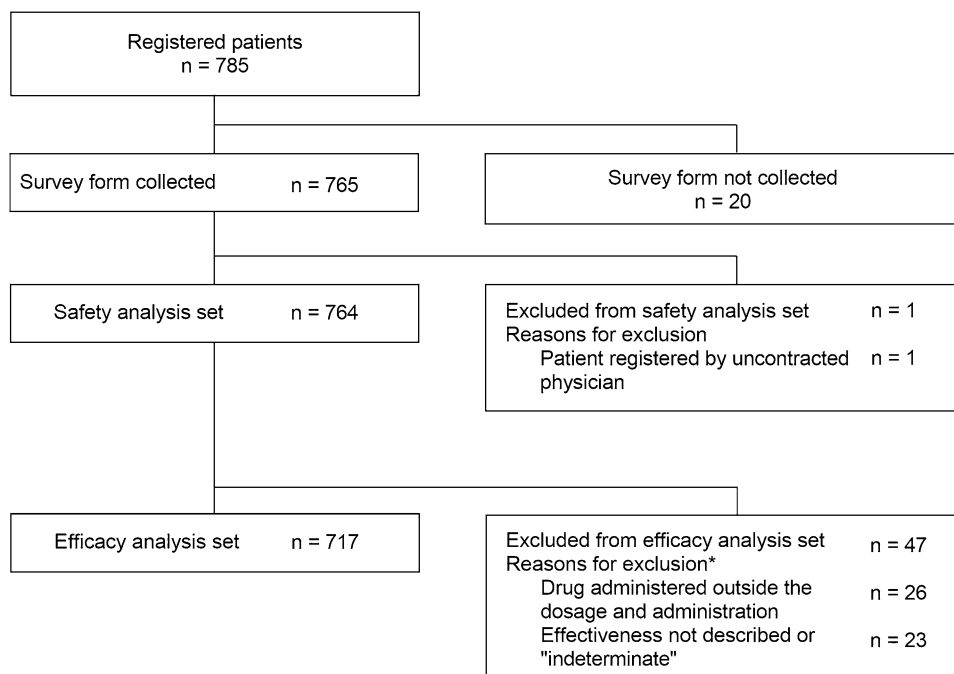 Registered patients
n = 785
Survey form collected n = 765
Survey form not collected
n = 20
Safety analysis set n = 764
Excluded from safety analysis set n = 1
Reasons for exclusion
Patient registered by uncontracted n = 1
physician
Efficacy analysis set n = 717
Excluded from efficacy analysis set n = 47
Reasons for exclusion*
Drug administered outside the n = 26
dosage and administration
Effectiveness not described or n = 23
"indeterminate"